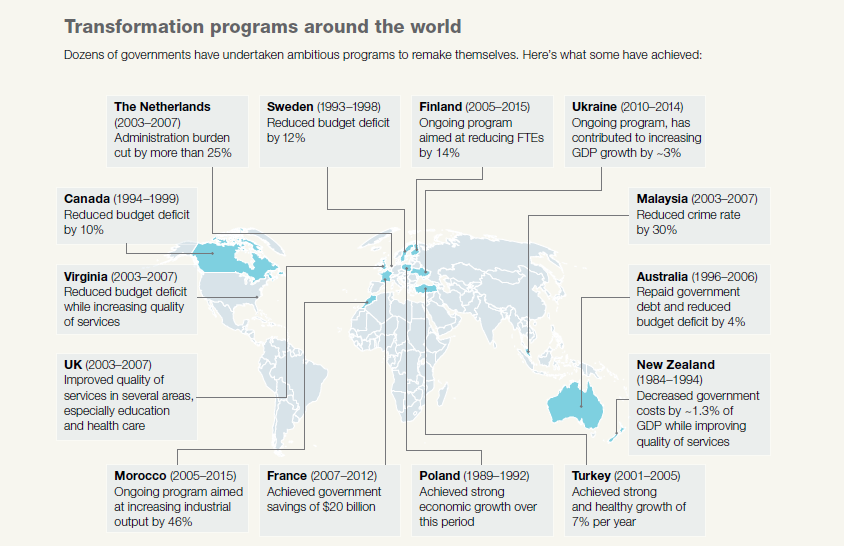 Transformation programs around the world
Dozens of governments have undertaken ambitious programs to remake themselves. Here's what some have achieved:
The Netherlands
(2003–2007)
Administration burden
cut by more than 25%
Sweden (1993–1998)
Reduced budget deficit
by 12%
Finland (2005–2015)
Ongoing program
aimed at reducing FTEs
by 14%
Ukraine (2010–2014)
Ongoing program, has
contributed to increasing
GDP growth by ~3%
Canada (1994–1999)
Reduced budget deficit
by 10%
Malaysia (2003–2007)
Reduced crime rate
by 30%
Virginia (2003–2007)
Reduced budget deficit
while increasing quality
of services
Australia (1996–2006)
Repaid government
debt and reduced
budget deficit by 4%
UK (2003–2007)
Improved quality of
services in several areas,
especially education
and health care
New Zealand
(1984–1994)
Decreased government
costs by ~1.3% of
GDP while improving
quality of services
Morocco (2005–2015)
Ongoing program aimed
at increasing industrial
output by 46%
France (2007–2012)
Achieved government
savings of $20 billion
Poland (1989–1992)
Achieved strong
economic growth over
this period
Turkey (2001–2005)
Achieved strong
and healthy growth of
7% per year